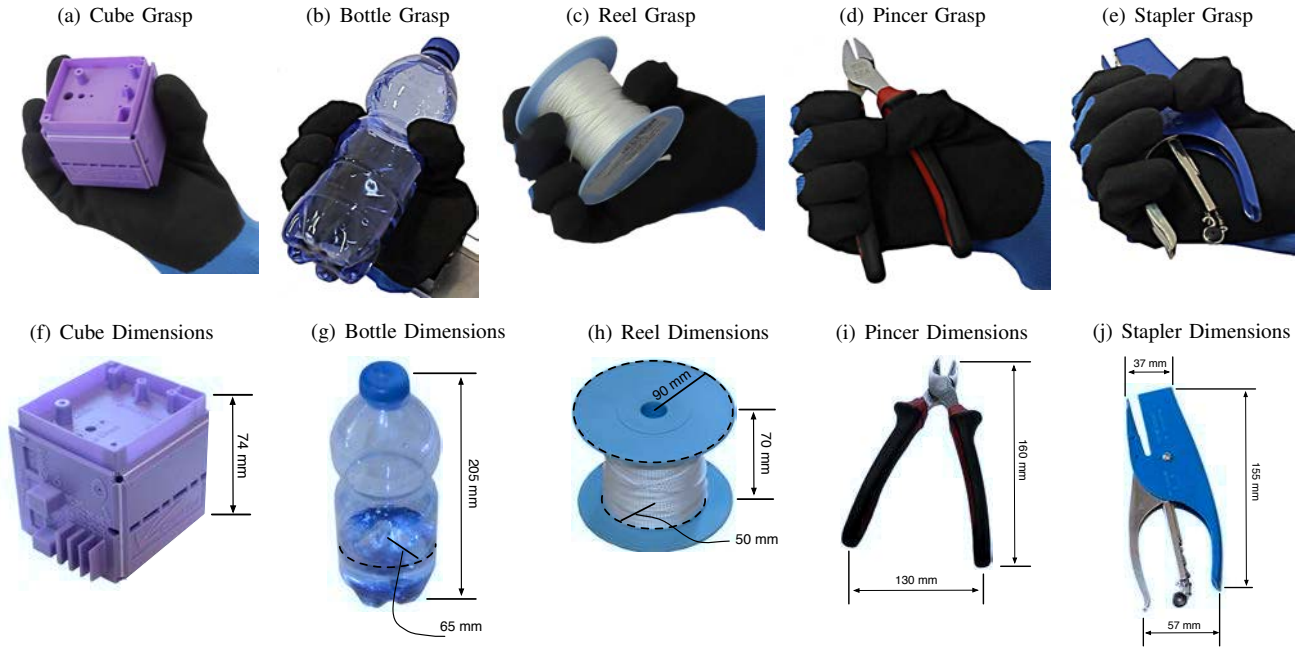 (a) Cube Grasp
(b) Bottle Grasp
(c) Reel Grasp
(d) Pincer Grasp
(e) Stapler Grasp
(f) Cube Dimensions
(g) Bottle Dimensions
(h) Reel Dimensions
(i) Pincer Dimensions
(j) Stapler Dimensions
74 mm
205 mm
65 mm
90 mm
70 mm
50 mm
160 mm
130 mm
37 mm
155 mm
57 mm